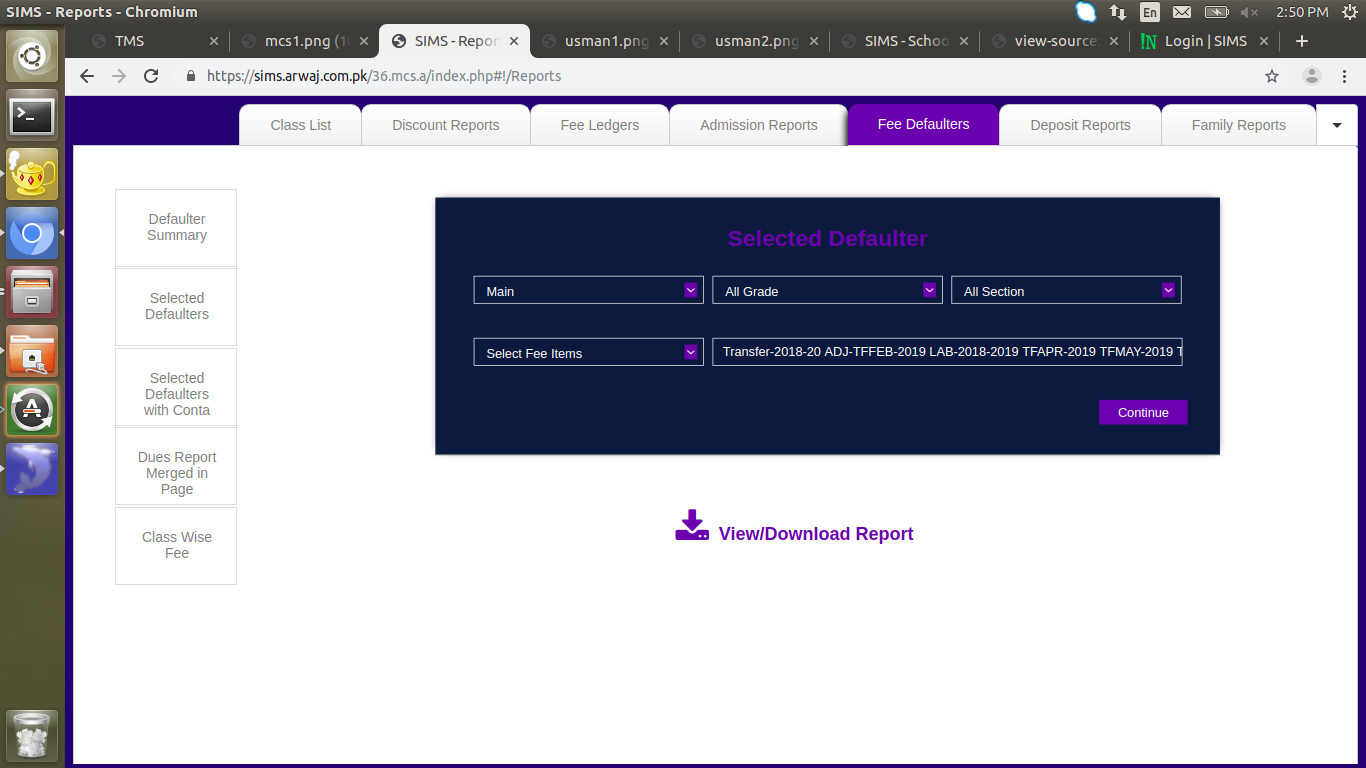 SIMS - Reports - Chromium
En
2:50 PM
TMS
mcs1.png (1
SIMS - Repor
usman1.png
usman2.png
SIMS - Schoo
view-source:
!N Login | SIMS
https://sims.arwaj.com.pk/36.mcs.a/index.php#!/Reports
Class List
Discount Reports
Fee Ledgers
Admission Reports
Fee Defaulters
Deposit Reports
Family Reports
Defaulter
Summary
Selected
Defaulters
Selected
Defaulters
with Conta
Dues Report
Merged in
Page
Class Wise
Fee
Selected Defaulter
Main
All Grade
All Section
Select Fee Items
Transfer-2018-20 ADJ-TFFEB-2019 LAB-2018-2019 TFAPR-2019 TFMAY-2019 T
Continue
View/Download Report